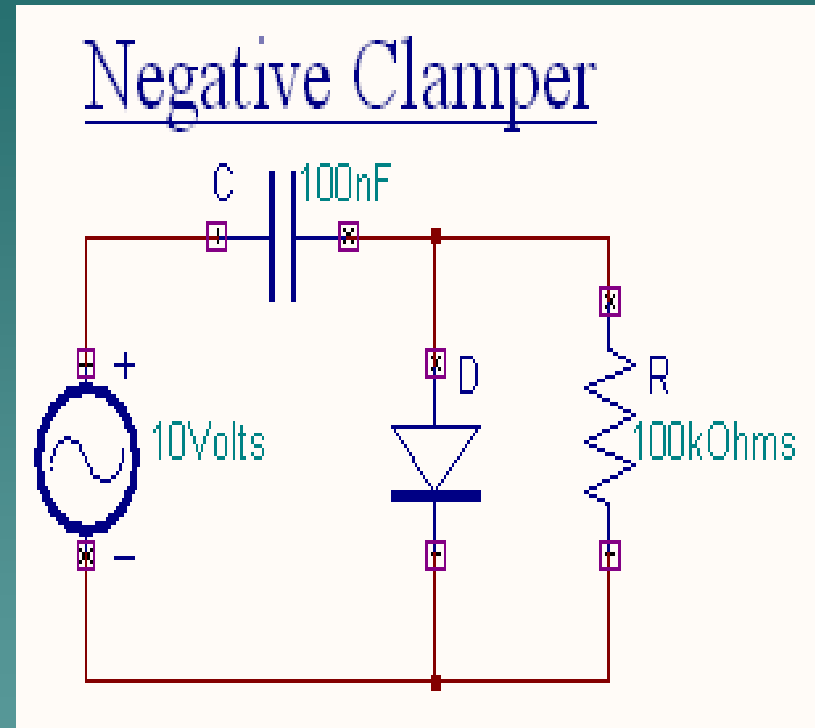 Negative Clamper
C 100nF
+
D
R
10Volts
100kOhms
−